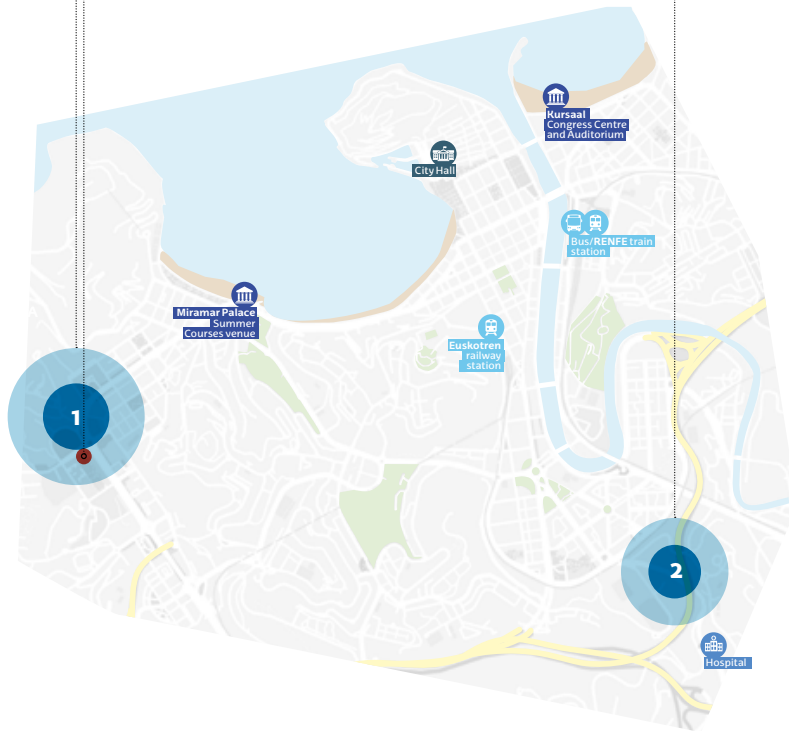 Kursaal
Congress Centre
and Auditorium
City Hall
Bus/RENFE train
station
Miramar Palace
Summer
Courses venue
Euskotren
railway
station
1
2
Hospital